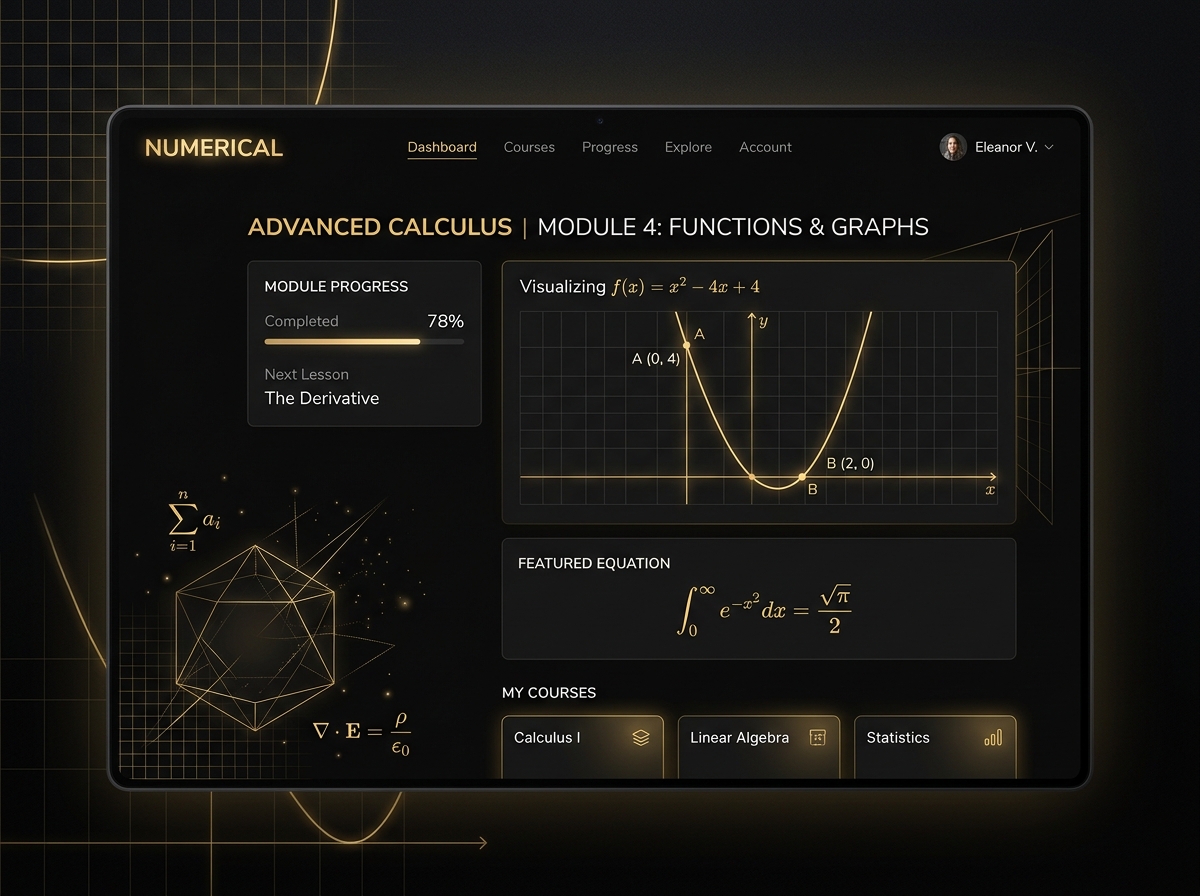 NUMERICAL
Dashboard Courses Progress Explore Account
Eleanor V.
ADVANCED CALCULUS | MODULE 4: FUNCTIONS & GRAPHS
MODULE PROGRESS
Completed 78%
Next Lesson
The Derivative
Visualizing f(x) = x² − 4x + 4
y
A
A (0, 4)
B (2, 0)
B
x
FEATURED EQUATION
∫₀^∞ e^{−x²} dx = √π / 2
MY COURSES
Calculus I
Linear Algebra
Statistics
n
∑ aᵢ
i=1
∇ · E = ρ / ϵ₀